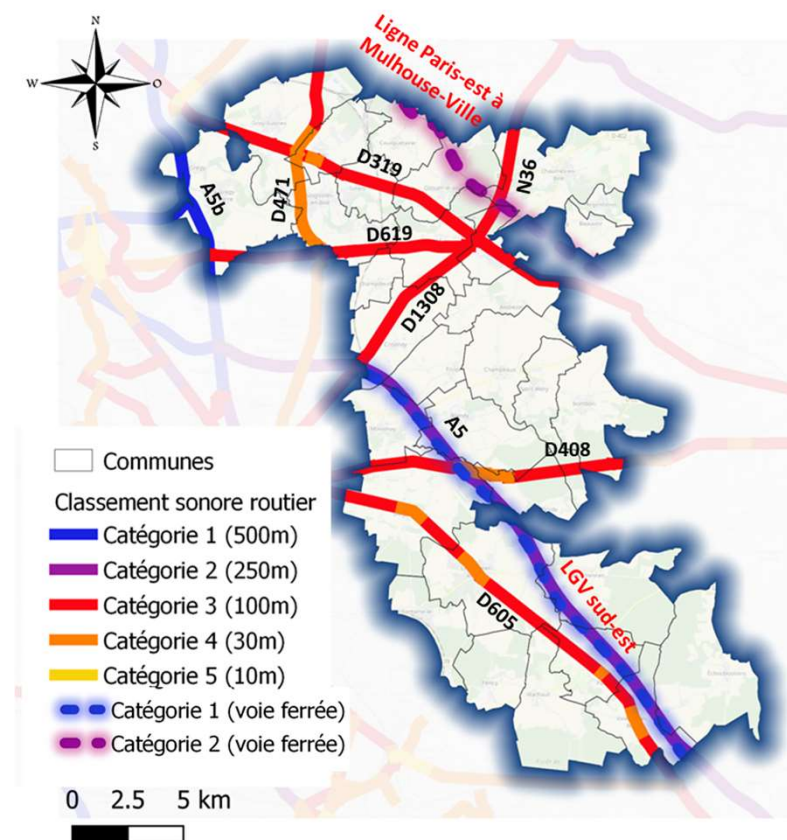 N
W
O
S
Ligne Paris-est à
Mulhouse-Ville
D319
N36
A5b
D471
D619
D1308
A5
D408
Communes
Classement sonore routier
Catégorie 1 (500m)
Catégorie 2 (250m)
Catégorie 3 (100m)
Catégorie 4 (30m)
Catégorie 5 (10m)
Catégorie 1 (voie ferrée)
Catégorie 2 (voie ferrée)
LGV sud-est
D605
0 2.5 5 km